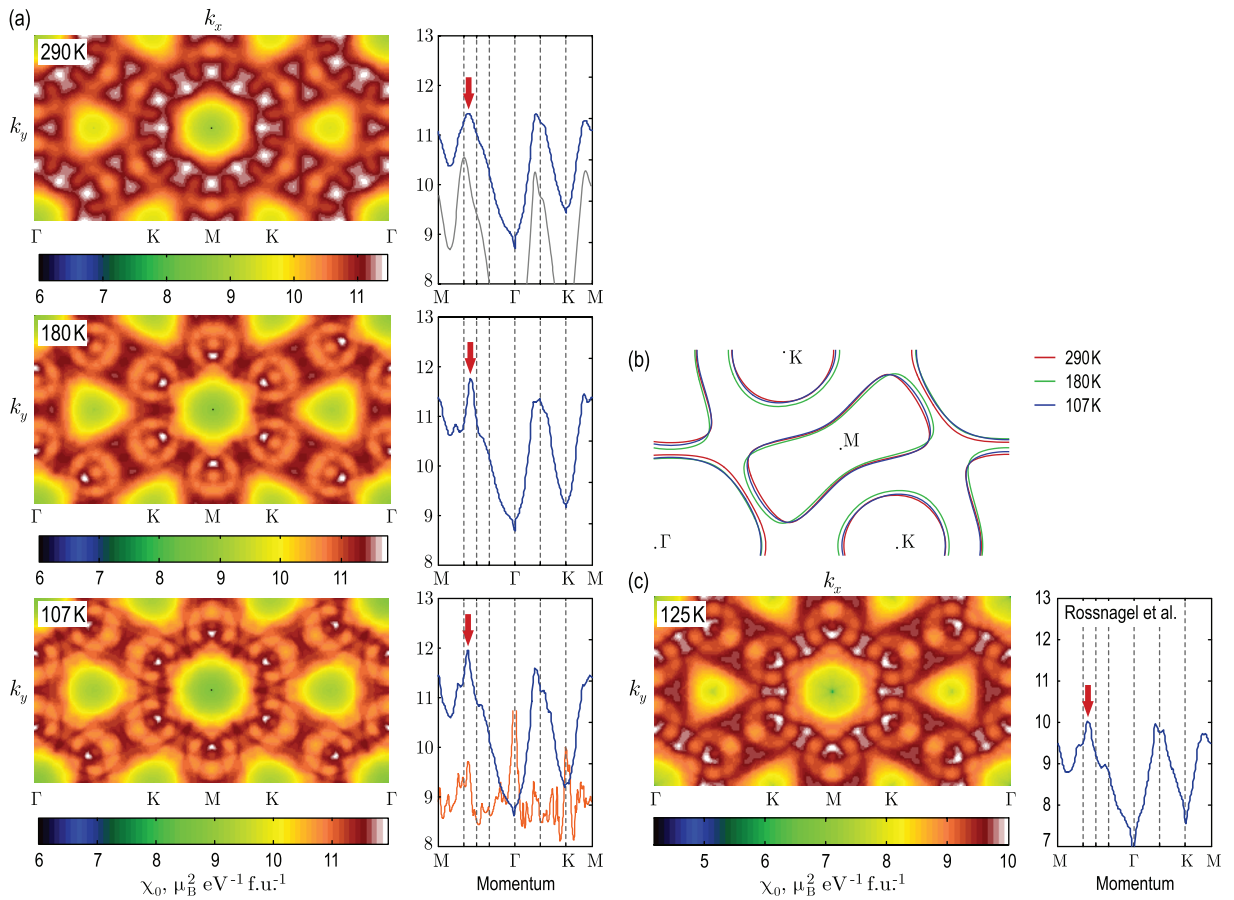 (a)
k_x
290 K
k_y
Γ K M K Γ
6 7 8 9 10 11
13
12
11
10
9
8
M Γ K M
180 K
k_y
Γ K M K Γ
6 7 8 9 10 11
13
12
11
10
9
8
M Γ K M
107 K
k_y
Γ K M K Γ
6 7 8 9 10 11
χ₀, μ_B² eV⁻¹ f.u.⁻¹
13
12
11
10
9
8
M Γ K M
Momentum
(b)
K
M
Γ
K
290 K
180 K
107 K
(c)
k_x
125 K
k_y
Γ K M K Γ
5 6 7 8 9 10
χ₀, μ_B² eV⁻¹ f.u.⁻¹
Rossnagel et al.
13
12
11
10
9
8
7
M Γ K M
Momentum